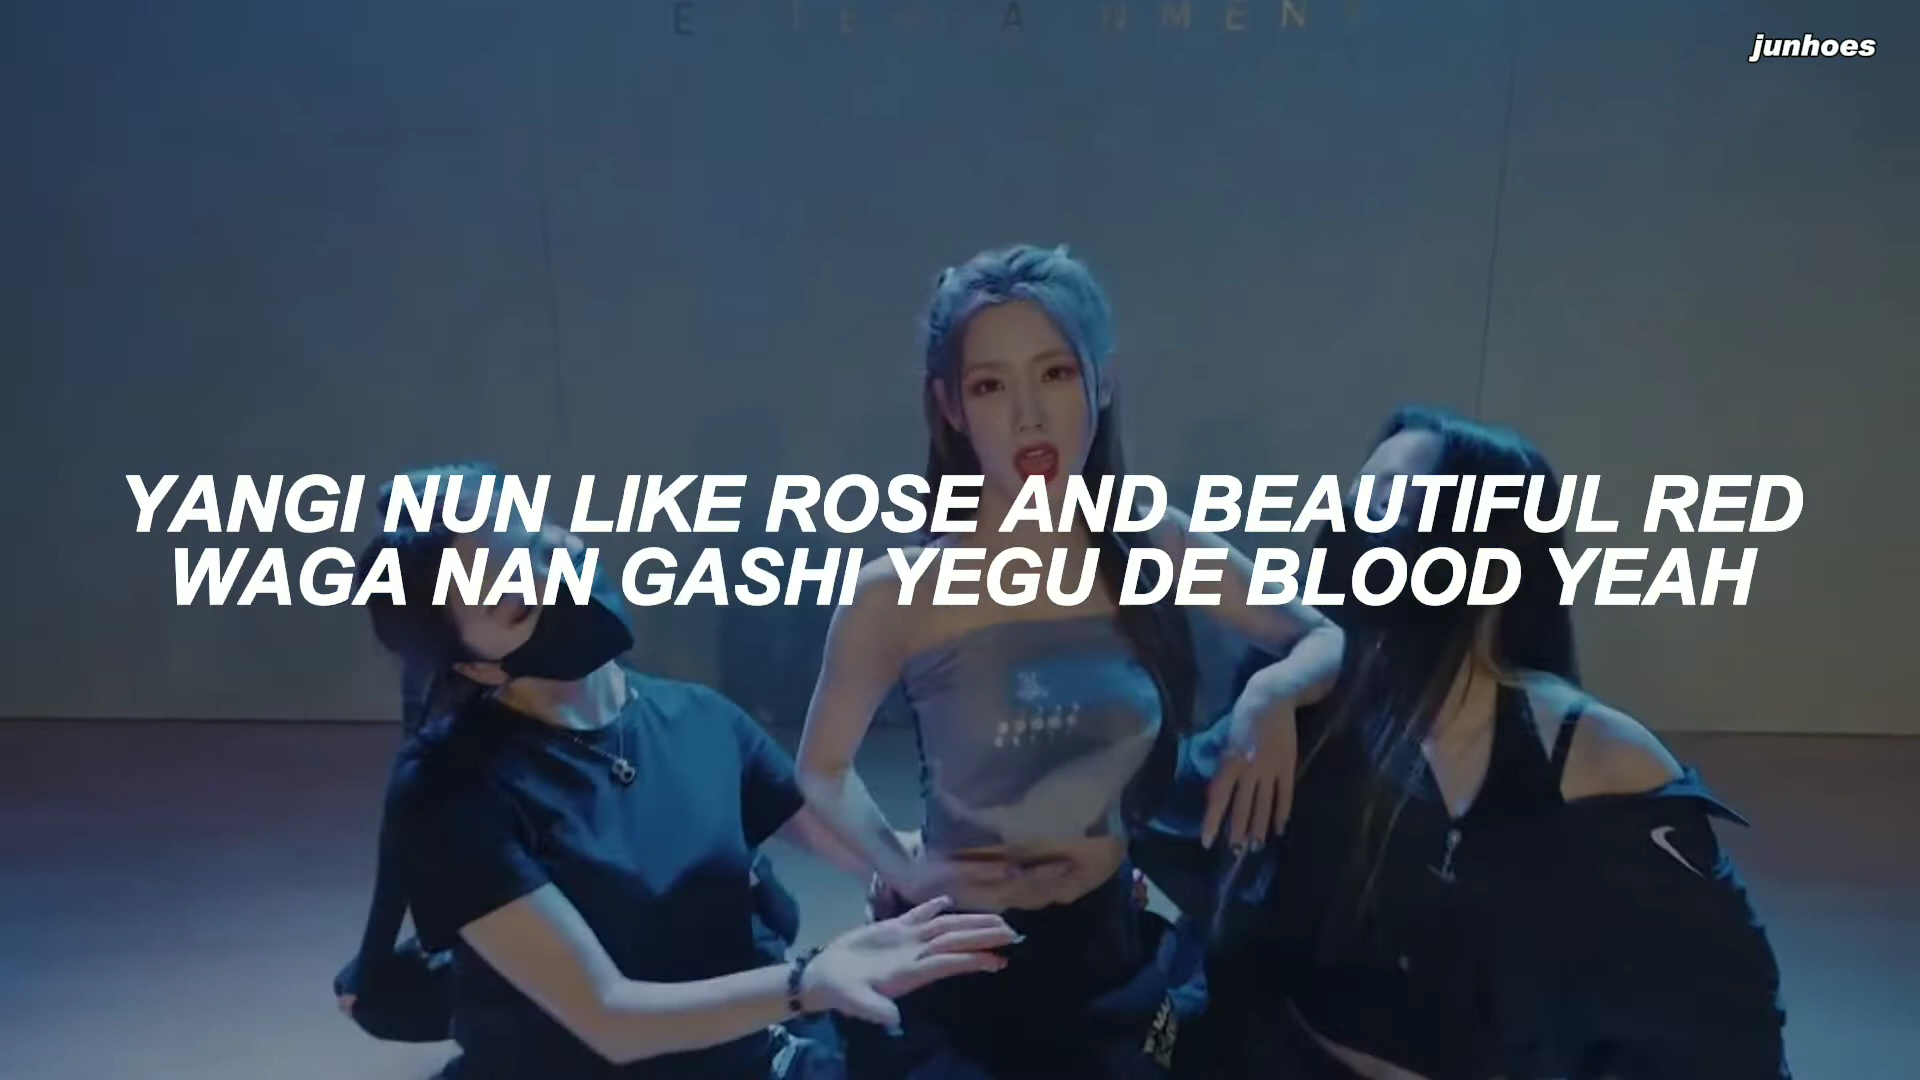 junhoes
YANGI NUN LIKE ROSE AND BEAUTIFUL RED
WAGA NAN GASHI YEGU DE BLOOD YEAH